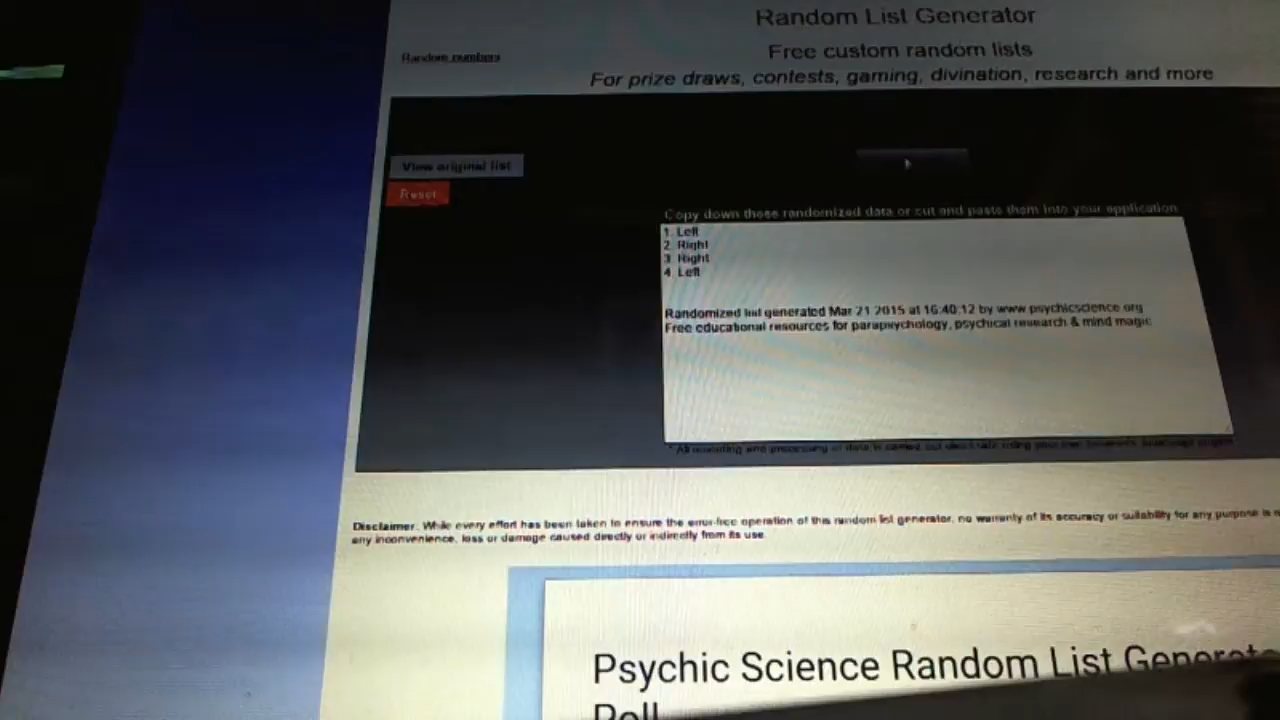 Random List Generator
Free custom random lists
Random numbers
For prize draws, contests, gaming, divination, research and more
View original list
Reset
Copy down these randomized data or cut and paste them into your application
1. Left
2. Right
3. Right
4. Left
Randomized list generated Mar 21 2015 at 16:40:12 by www.psychicscience.org
Free educational resources for parapsychology, psychical research & mind magic
Disclaimer. While every effort has been taken to ensure the error-free operation of this random list generator, no warranty of its accuracy or suitability for any purpose is
any inconvenience, loss or damage caused directly or indirectly from its use.
Psychic Science Random List Generato
Poll